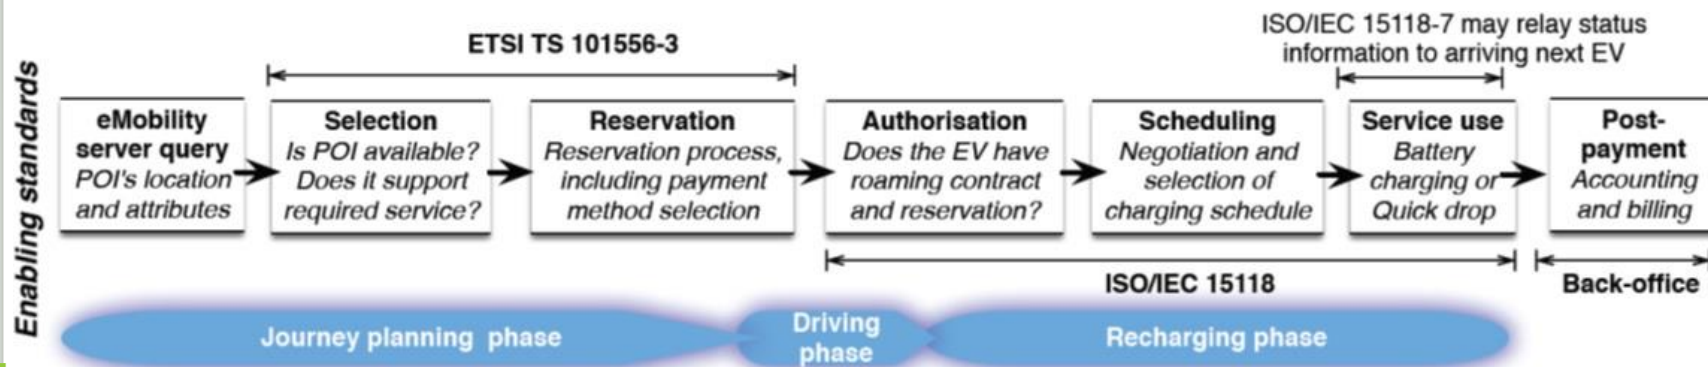 Enabling standards
ETSI TS 101556-3
ISO/IEC 15118-7 may relay status
information to arriving next EV
eMobility
server query
POI's location
and attributes
Selection
Is POI available?
Does it support
required service?
Reservation
Reservation process,
including payment
method selection
Authorisation
Does the EV have
roaming contract
and reservation?
Scheduling
Negotiation and
selection of
charging schedule
Service use
Battery
charging or
Quick drop
Post-
payment
Accounting
and billing
ISO/IEC 15118
Back-office
Journey planning phase
Driving
phase
Recharging phase